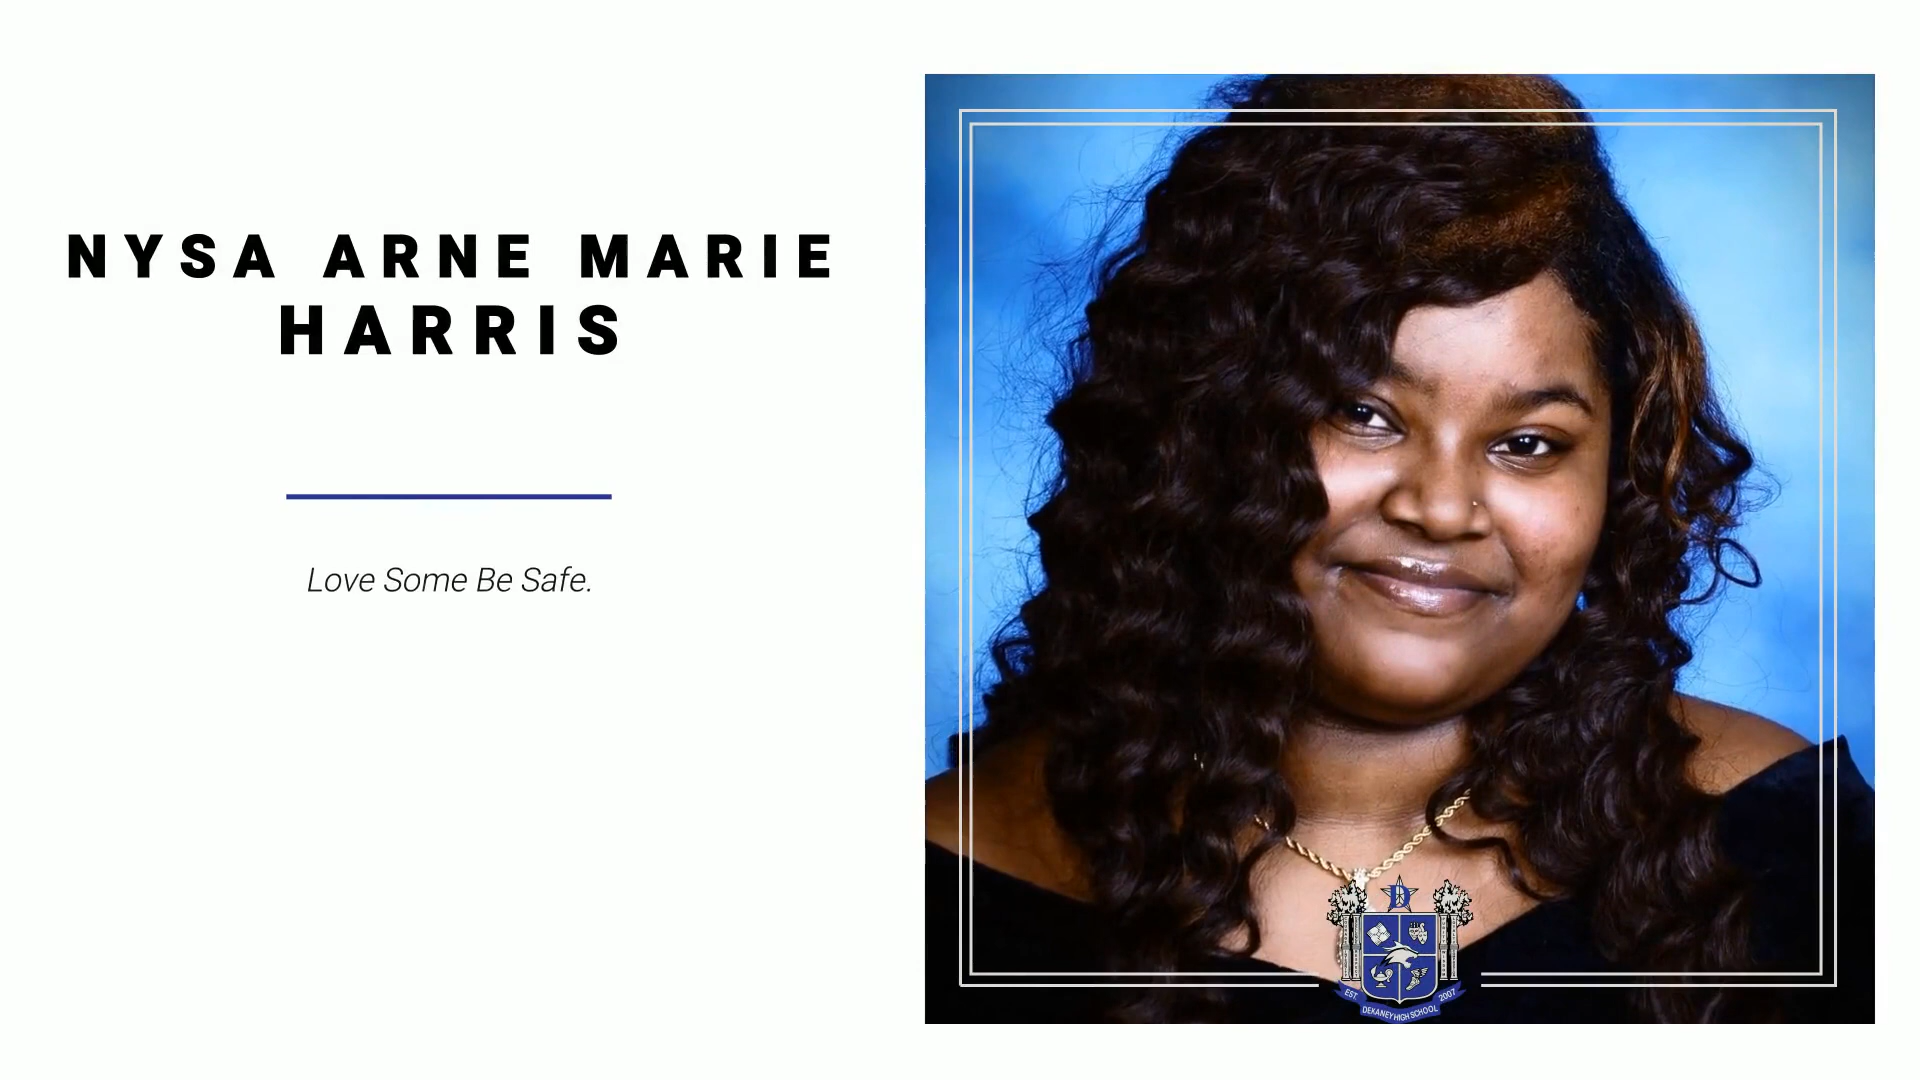 NYSA ARNE MARIE
HARRIS
Love Some Be Safe.
D
EST. 2007
DEKANEY HIGH SCHOOL